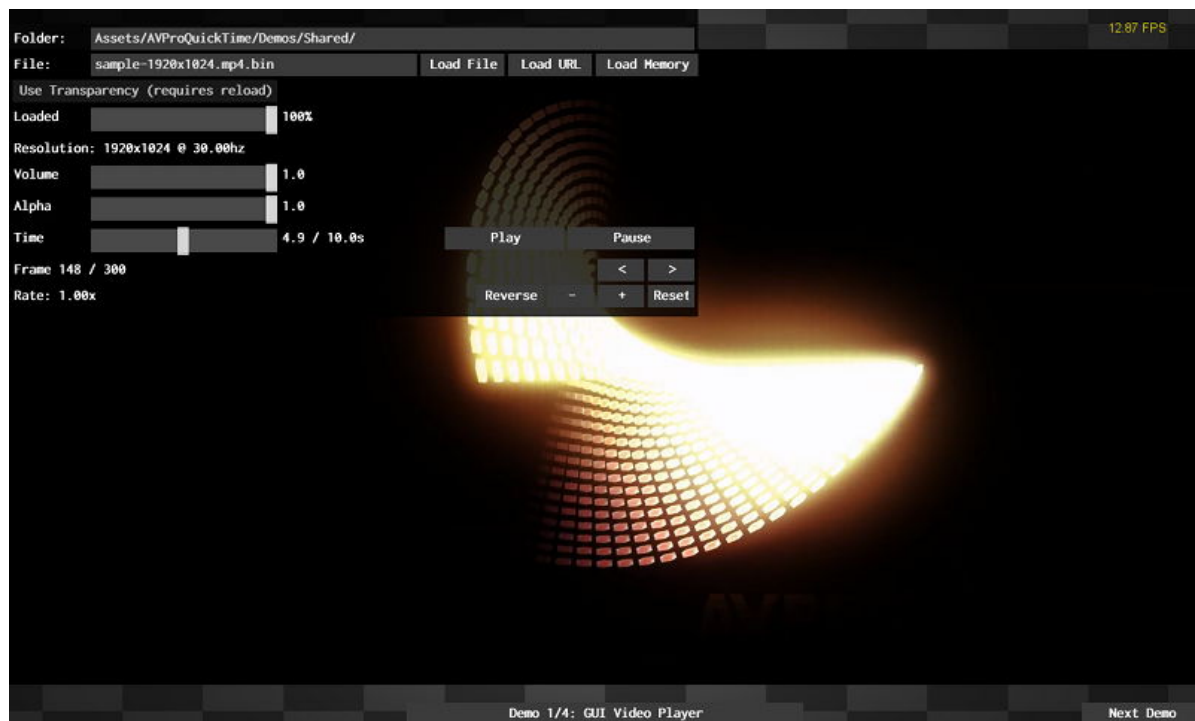 12.87 FPS
Folder: Assets/AVProQuickTime/Demos/Shared/
File: sample-1920x1024.mp4.bin Load File Load URL Load Memory
Use Transparency (requires reload)
Loaded 100%
Resolution: 1920x1024 @ 30.00hz
Volume 1.0
Alpha 1.0
Time 4.9 / 10.0s Play Pause
Frame 148 / 300 < >
Rate: 1.00x Reverse - + Reset
Demo 1/4: GUI Video Player Next Demo